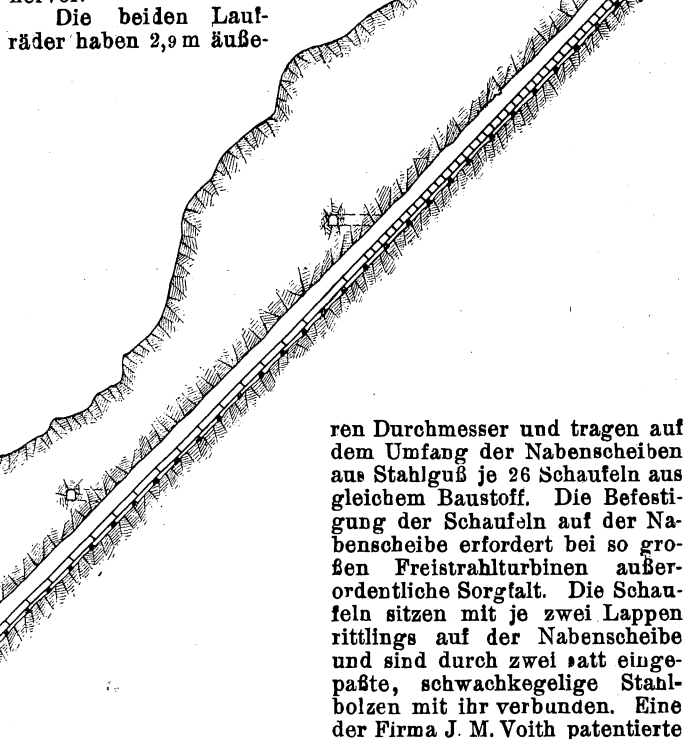 Die beiden Lauf-
räder haben 2,9 m äuße-
ren Durchmesser und tragen auf
dem Umfang der Nabenscheiben
aus Stahlguß je 26 Schaufeln aus
gleichem Baustoff. Die Befesti-
gung der Schaufeln auf der Na-
benscheibe erfordert bei so gro-
ßen Freistrahlturbinen außer-
ordentliche Sorgfalt. Die Schau-
feln sitzen mit je zwei Lappen
rittlings auf der Nabenscheibe
und sind durch zwei satt einge-
paßte, schwachkegelige Stahl-
bolzen mit ihr verbunden. Eine
der Firma J. M. Voith patentierte